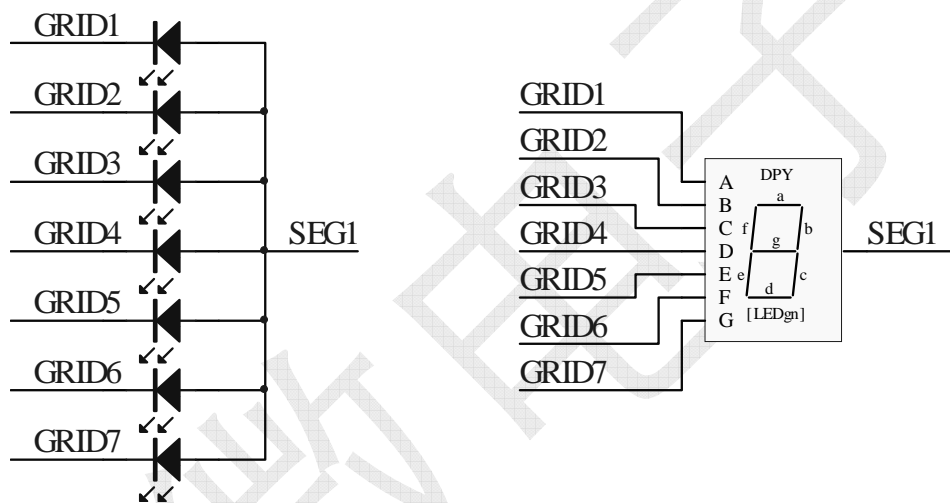 GRID1
GRID2
GRID3
GRID4
GRID5
GRID6
GRID7
SEG1
GRID1
GRID2
GRID3
GRID4
GRID5
GRID6
GRID7
A
B
C
D
E
F
G
DPY
a
f
b
g
e
c
d
[LEDgn]
SEG1